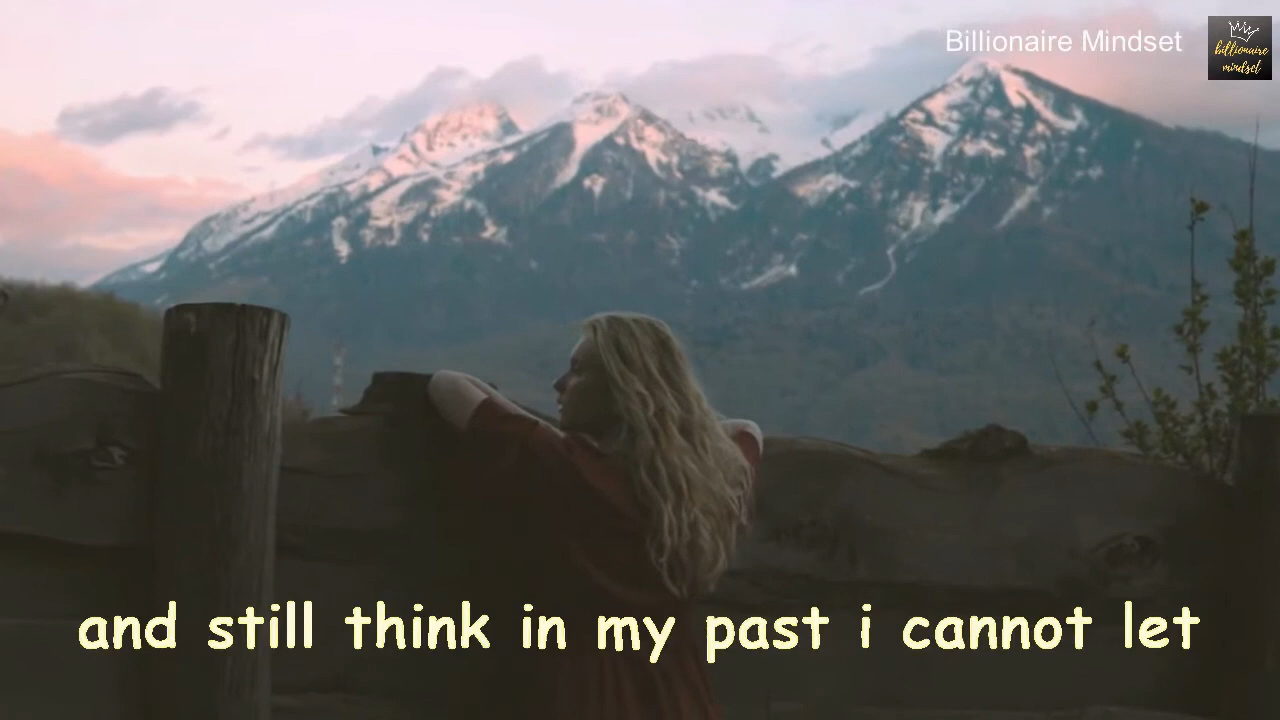 Billionaire Mindset
billionaire
mindset
and still think in my past i cannot let